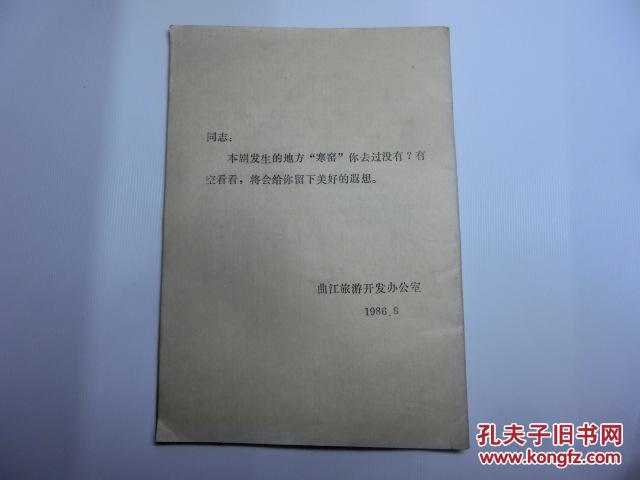 同志：
本剧发生的地方“寒窑”你去过没有？有
空看看，将会给你留下美好的遐想。
曲江旅游开发办公室
1986.8
孔夫子旧书网
www.kongfz.com